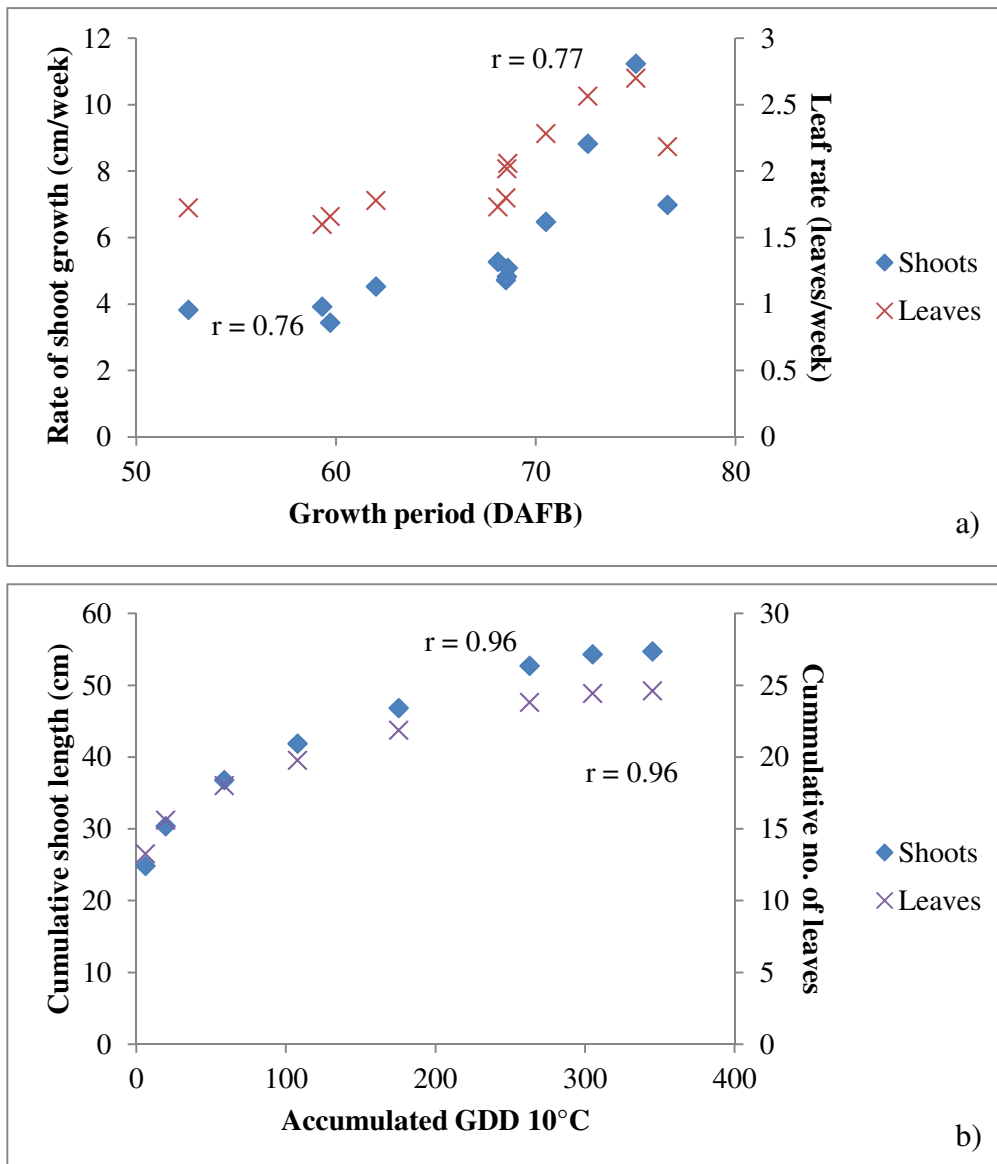 12
10
8
6
4
2
0
Rate of shoot growth (cm/week)
r = 0.77
r = 0.76
3
2.5
2
1.5
1
0.5
0
Leaf rate (leaves/week)
Shoots
Leaves
50
60
70
80
Growth period (DAFB)
a)
60
50
40
30
20
10
0
Cumulative shoot length (cm)
r = 0.96
r = 0.96
30
25
20
15
10
5
0
Cummulative no. of leaves
Shoots
Leaves
0
100
200
300
400
Accumulated GDD 10°C
b)